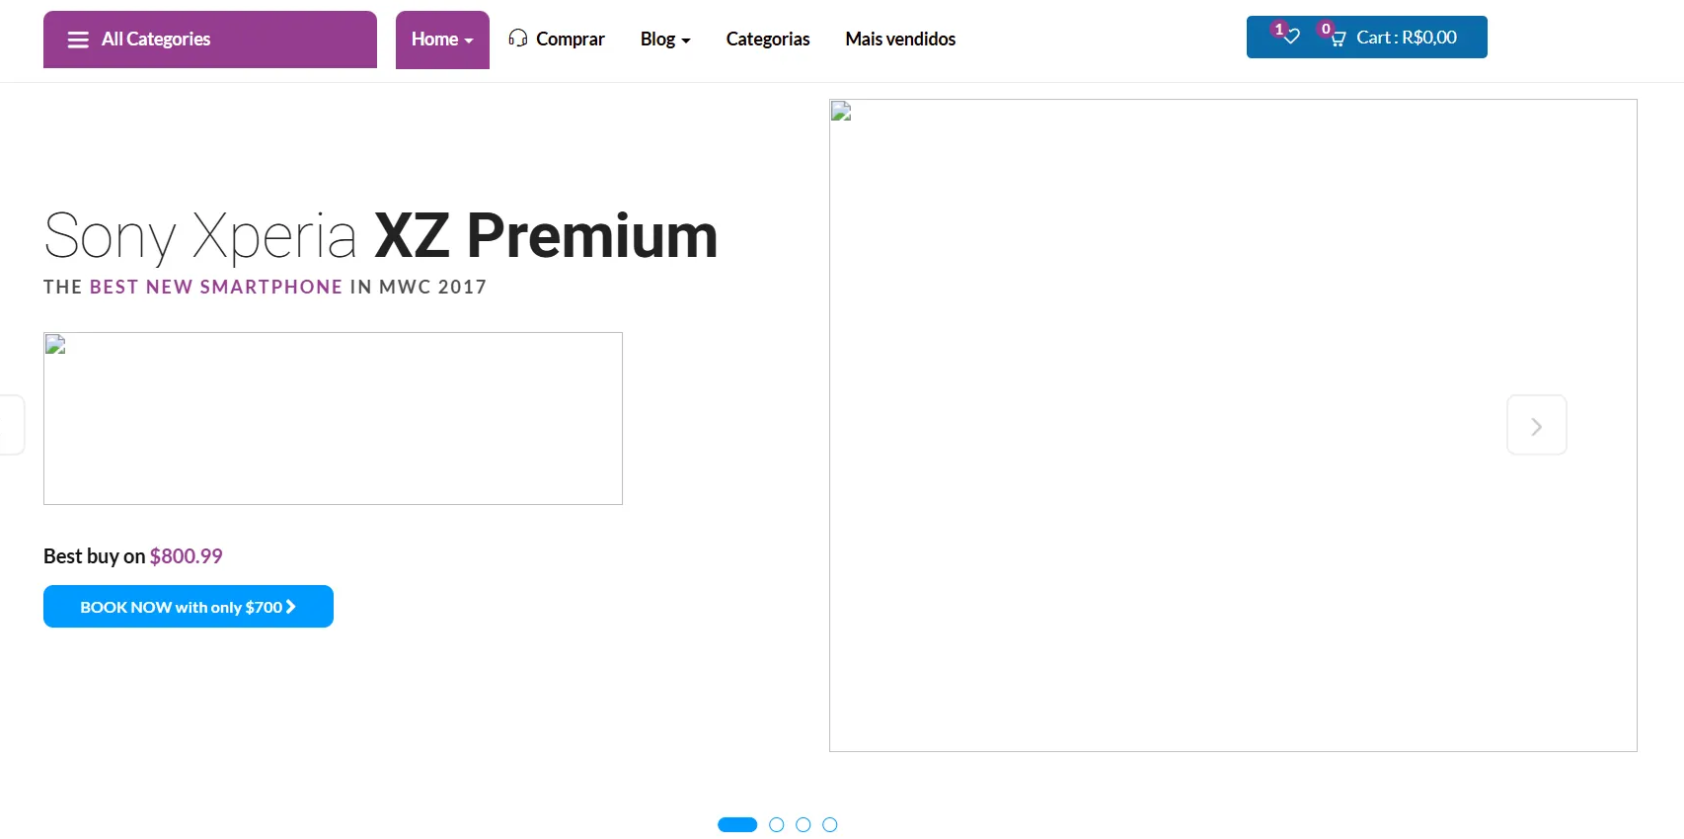 All Categories
Home
Comprar
Blog
Categorias
Mais vendidos
1
0
Cart : R$0,00
Sony Xperia XZ Premium
THE BEST NEW SMARTPHONE IN MWC 2017
Best buy on $800.99
BOOK NOW with only $700